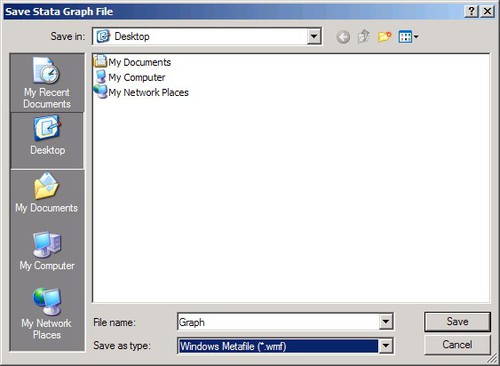 Save Stata Graph File
Save in: Desktop
My Recent
Documents
Desktop
My Documents
My Computer
My Network
Places
My Documents
My Computer
My Network Places
File name: Graph Save
Save as type: Windows Metafile (*.wmf) Cancel